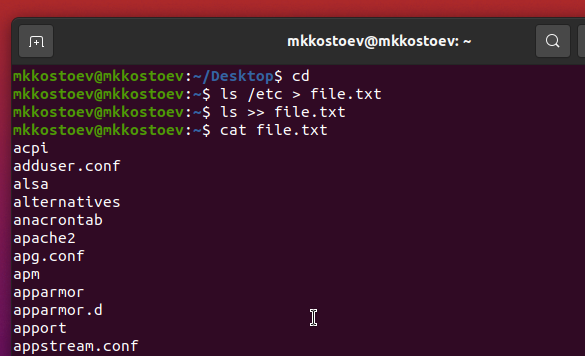 mkkostoev@mkkostoev: ~
mkkostoev@mkkostoev:~/Desktop$ cd
mkkostoev@mkkostoev:~$ ls /etc > file.txt
mkkostoev@mkkostoev:~$ ls >> file.txt
mkkostoev@mkkostoev:~$ cat file.txt
acpi
adduser.conf
alsa
alternatives
anacrontab
apache2
apg.conf
apm
apparmor
apparmor.d
apport
appstream.conf